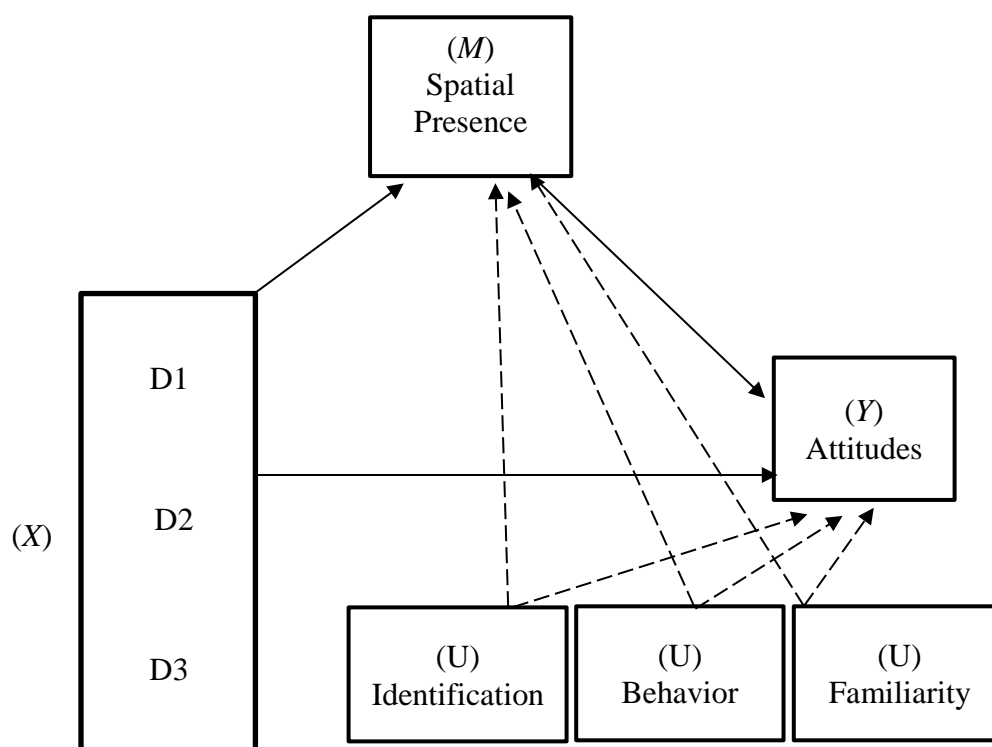 (M)
Spatial
Presence
D1
(Y)
Attitudes
(X)
D2
D3
(U)
Identification
(U)
Behavior
(U)
Familiarity